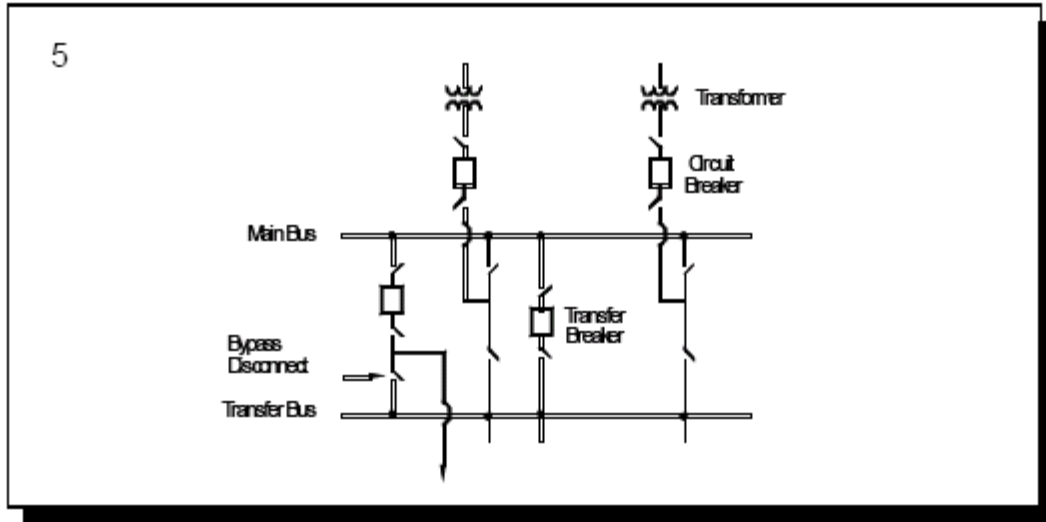 5
Transformer
Circuit
Breaker
Main Bus
Transfer
Breaker
Bypass
Disconnect
Transfer Bus